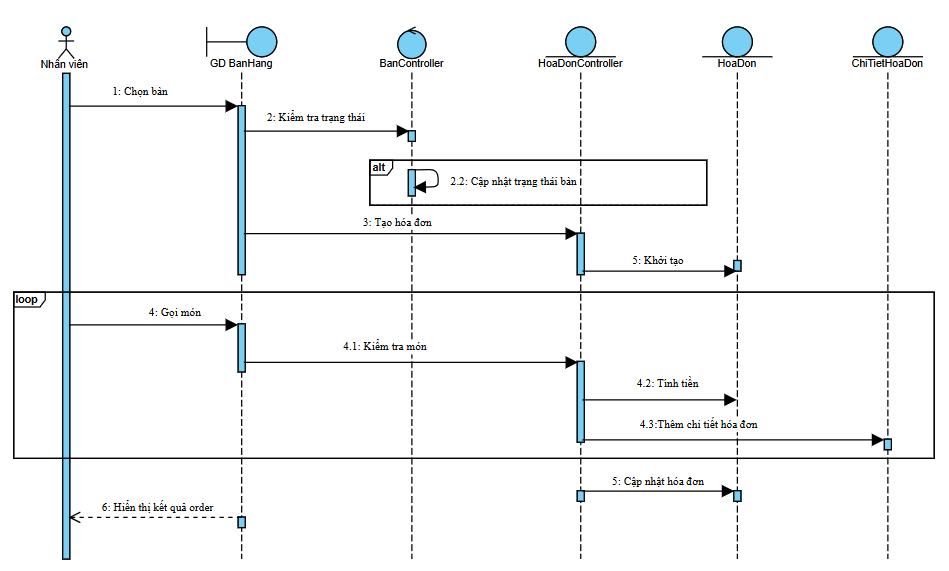 Nhân viên
GD BanHang
BanController
HoaDonController
HoaDon
ChiTietHoaDon
1: Chọn bàn
2: Kiểm tra trạng thái
alt
2.2: Cập nhật trạng thái bàn
3: Tạo hóa đơn
5: Khởi tạo
loop
4: Gọi món
4.1: Kiểm tra món
4.2: Tính tiền
4.3:Thêm chi tiết hóa đơn
5: Cập nhật hóa đơn
6: Hiển thị kết quả order